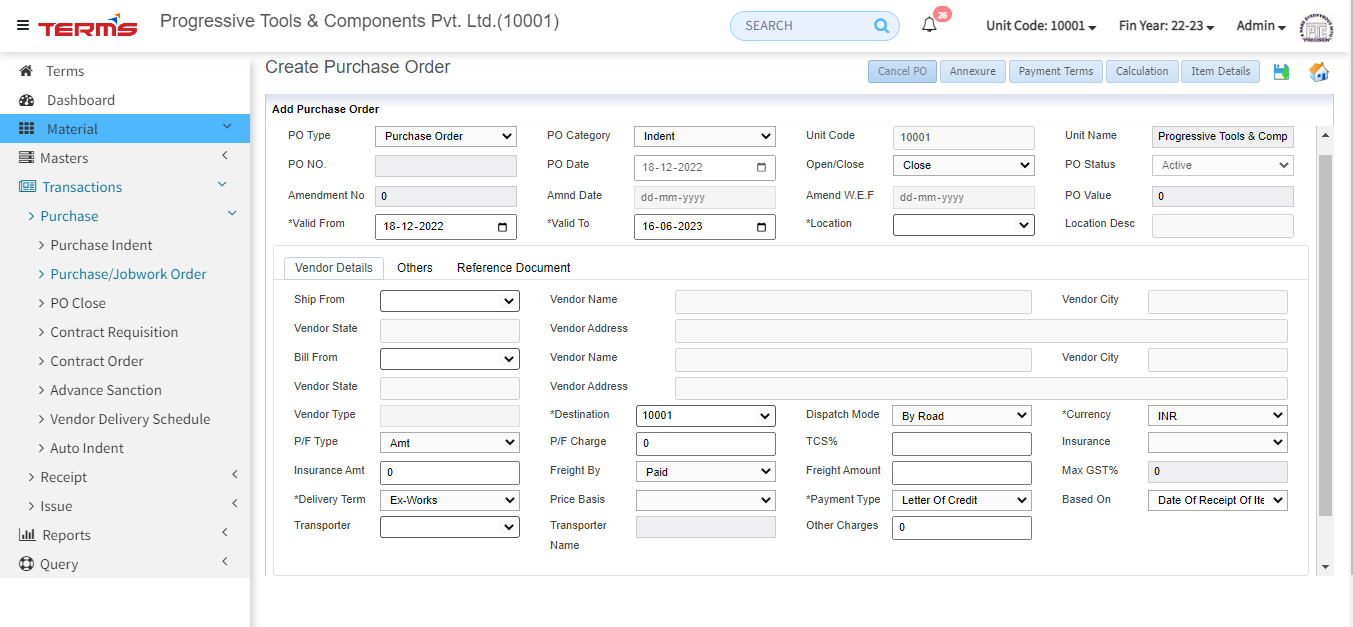 TERMS
Progressive Tools & Components Pvt. Ltd.(10001)
SEARCH
26
Unit Code: 10001
Fin Year: 22-23
Admin
Terms
Dashboard
Material
Masters
Transactions
Purchase
Purchase Indent
Purchase/Jobwork Order
PO Close
Contract Requisition
Contract Order
Advance Sanction
Vendor Delivery Schedule
Auto Indent
Receipt
Issue
Reports
Query
Create Purchase Order
Cancel PO Annexure Payment Terms Calculation Item Details
Add Purchase Order
PO Type Purchase Order PO Category Indent Unit Code 10001 Unit Name Progressive Tools & Comp
PO NO. PO Date 18-12-2022 Open/Close Close PO Status Active
Amendment No 0 Amnd Date dd-mm-yyyy Amend W.E.F dd-mm-yyyy PO Value 0
*Valid From 18-12-2022 *Valid To 16-06-2023 *Location Location Desc
Vendor Details Others Reference Document
Ship From Vendor Name Vendor City
Vendor State Vendor Address
Bill From Vendor Name Vendor City
Vendor State Vendor Address
Vendor Type *Destination 10001 Dispatch Mode By Road *Currency INR
P/F Type Amt P/F Charge 0 TCS% Insurance
Insurance Amt 0 Freight By Paid Freight Amount Max GST% 0
*Delivery Term Ex-Works Price Basis *Payment Type Letter Of Credit Based On Date Of Receipt Of Ite
Transporter Transporter Name Other Charges 0